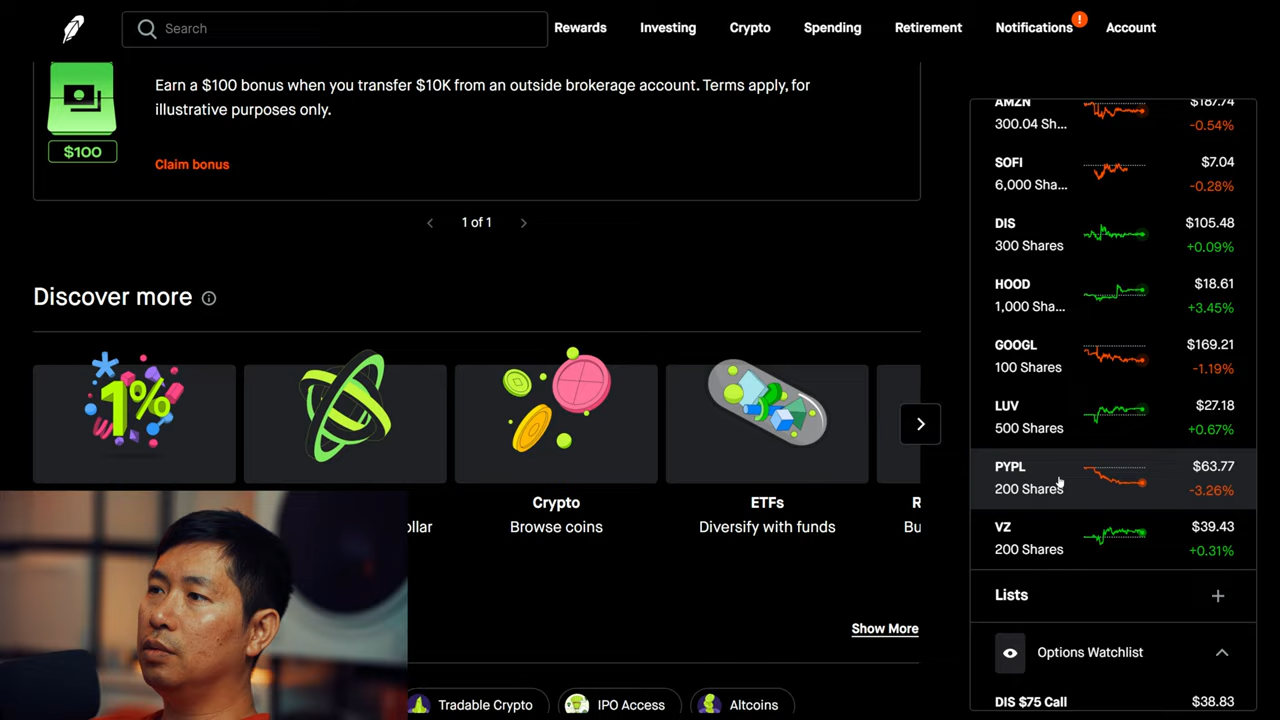 Search
Rewards
Investing
Crypto
Spending
Retirement
Notifications
!
Account
Earn a $100 bonus when you transfer $10K from an outside brokerage account. Terms apply, for
illustrative purposes only.
$100
Claim bonus
1 of 1
Discover more
1%
Crypto
Browse coins
ETFs
Diversify with funds
R
Bu
ollar
Show More
Tradable Crypto
IPO Access
Altcoins
AMZN $187.74
300.04 Sh... -0.54%
SOFI $7.04
6,000 Sha... -0.28%
DIS $105.48
300 Shares +0.09%
HOOD $18.61
1,000 Sha... +3.45%
GOOGL $169.21
100 Shares -1.19%
LUV $27.18
500 Shares +0.67%
PYPL $63.77
200 Shares -3.26%
VZ $39.43
200 Shares +0.31%
Lists +
Options Watchlist
DIS $75 Call $38.83